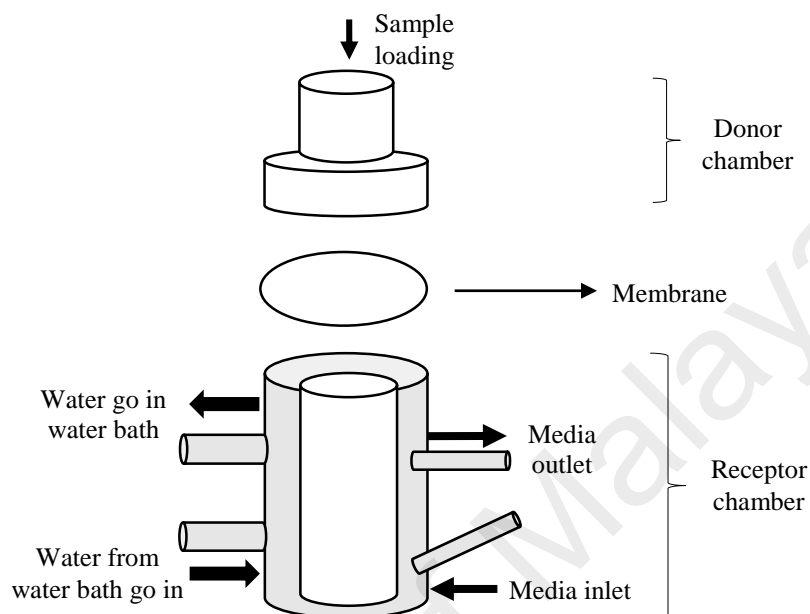 Sample
loading
Donor
chamber
Membrane
Water go in
water bath
Media
outlet
Receptor
chamber
Water from
water bath go in
Media inlet
Malaya